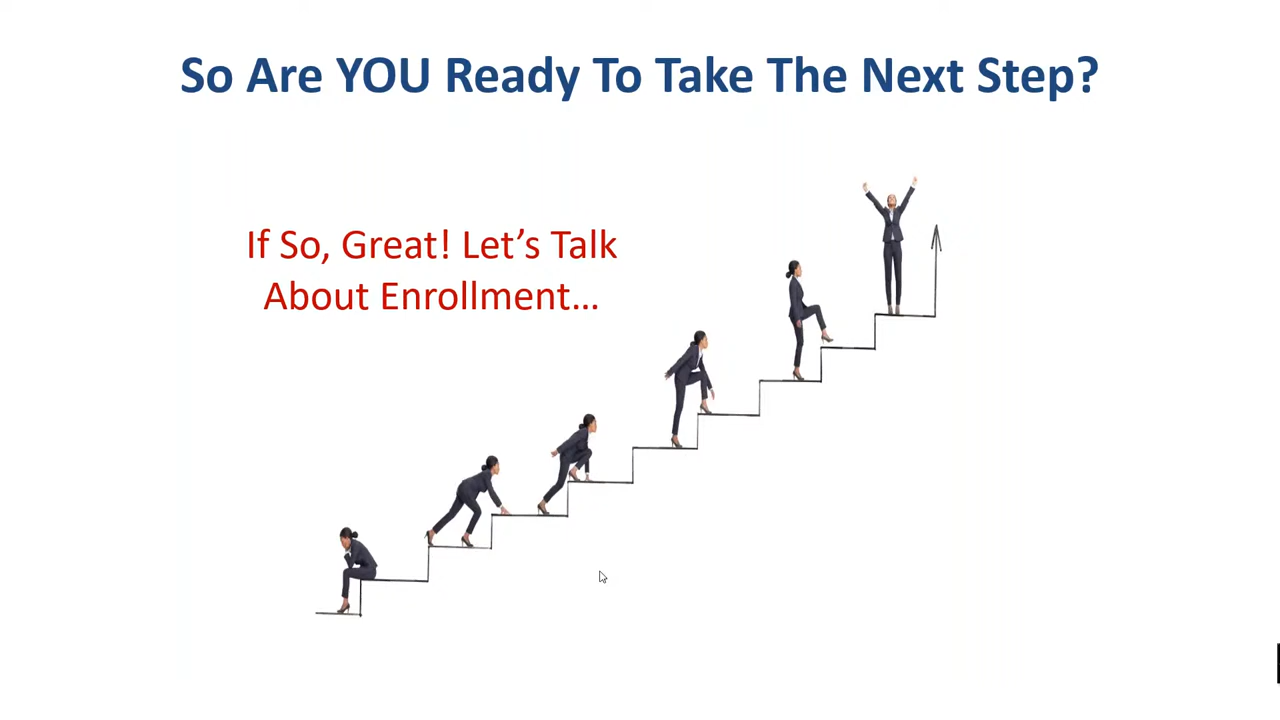 So Are YOU Ready To Take The Next Step?
If So, Great! Let’s Talk
About Enrollment…